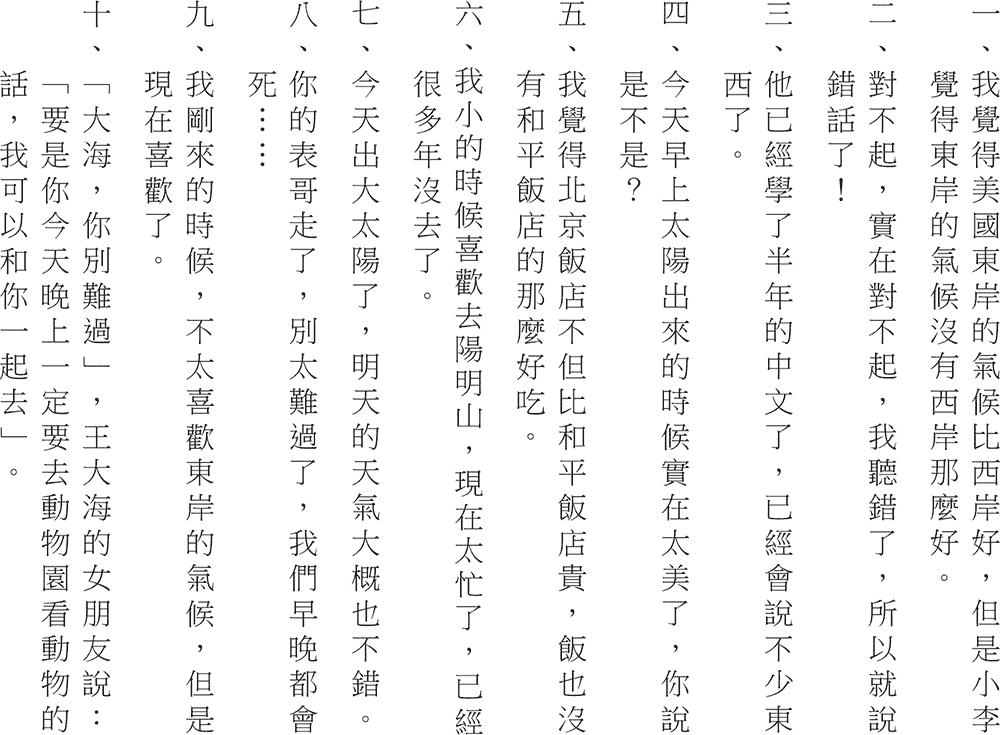 一、我覺得美國東岸的氣候比西岸好，但是小李
覺得東岸的氣候沒有西岸那麼好。
二、對不起，實在對不起，我聽錯了，所以就說
錯話了！
三、他已經學了半年的中文了，已經會說不少東
西了。
四、今天早上太陽出來的時候實在太美了，你說
是不是？
五、我覺得北京飯店不但比和平飯店貴，飯也沒
有和平飯店的那麼好吃。
六、我小的時候喜歡去陽明山，現在太忙了，已經
很多年沒去了。
七、今天出大太陽了，明天的天氣大概也不錯。
八、你的表哥走了，別太難過了，我們早晚都會
死……
九、我剛來的時候，不太喜歡東岸的氣候，但是
現在喜歡了。
十、「大海，你別難過」，王大海的女朋友說：
「要是你今天晚上一定要去動物園看動物的
話，我可以和你一起去」。